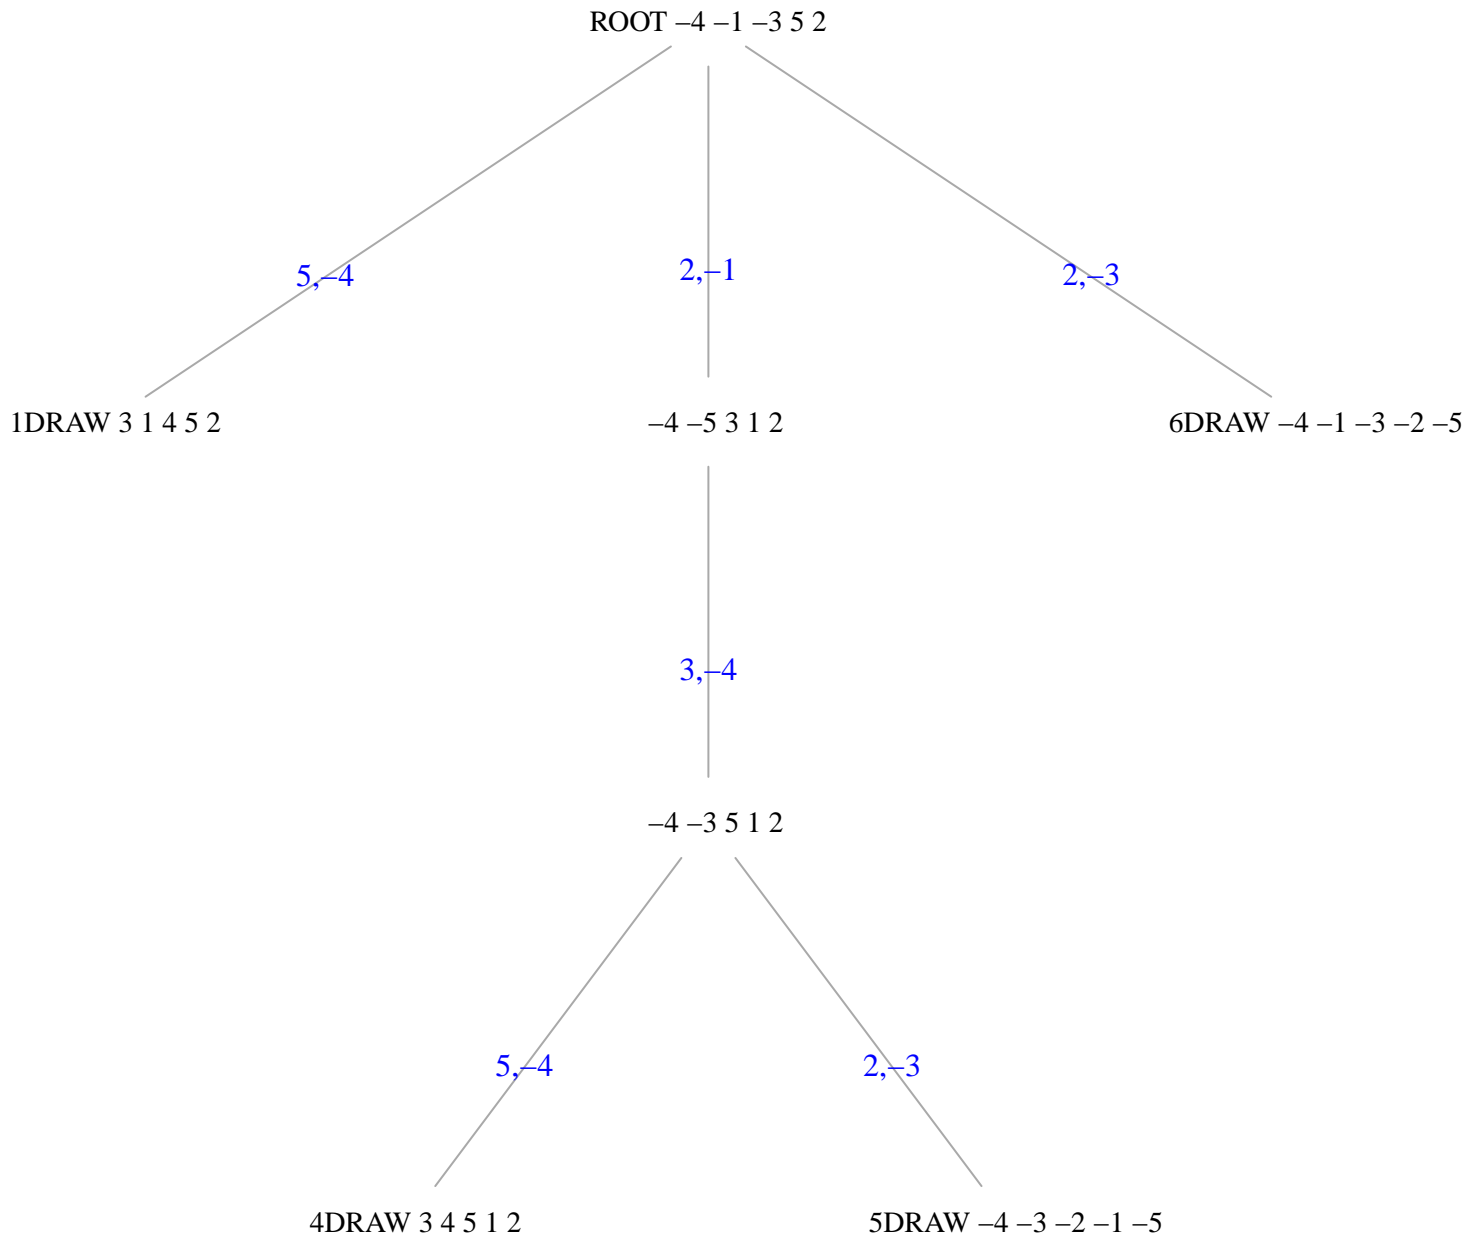 ROOT –4 –1 –3 5 2
5,–4
2,–1
2,–3
1DRAW 3 1 4 5 2
–4 –5 3 1 2
6DRAW –4 –1 –3 –2 –5
3,–4
–4 –3 5 1 2
5,–4
2,–3
4DRAW 3 4 5 1 2
5DRAW –4 –3 –2 –1 –5